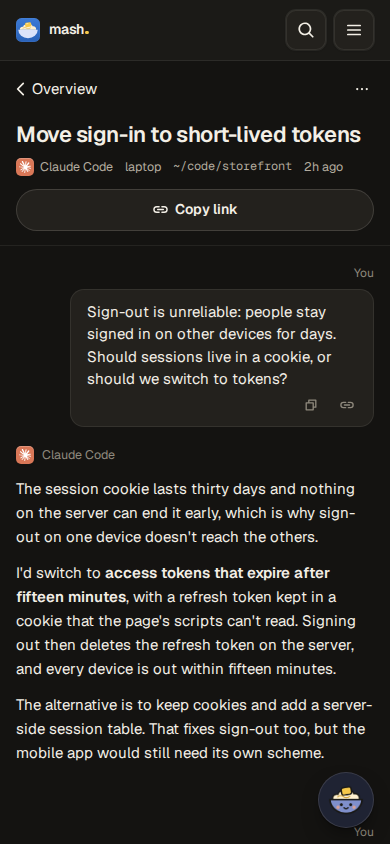 mash.
Overview
Move sign-in to short-lived tokens
Claude Code laptop ~/code/storefront 2h ago
Copy link
You
Sign-out is unreliable: people stay
signed in on other devices for days.
Should sessions live in a cookie, or
should we switch to tokens?
Claude Code
The session cookie lasts thirty days and nothing
on the server can end it early, which is why sign-
out on one device doesn't reach the others.
I'd switch to access tokens that expire after
fifteen minutes, with a refresh token kept in a
cookie that the page's scripts can't read. Signing
out then deletes the refresh token on the server,
and every device is out within fifteen minutes.
The alternative is to keep cookies and add a server-
side session table. That fixes sign-out too, but the
mobile app would still need its own scheme.
You